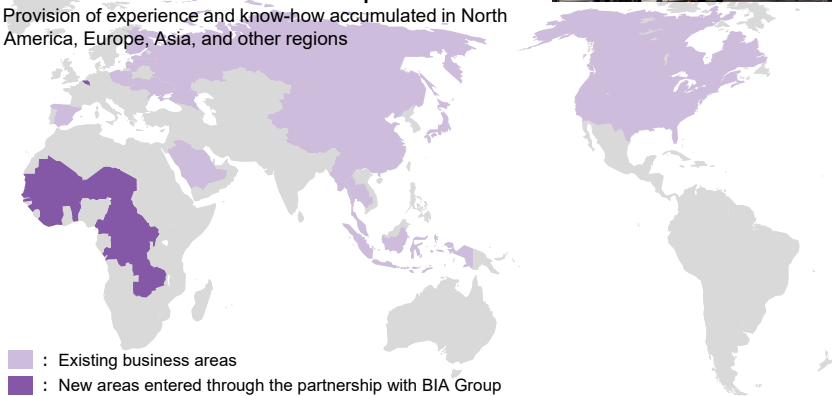 Provision of experience and know-how accumulated in North
America, Europe, Asia, and other regions
: Existing business areas
: New areas entered through the partnership with BIA Group